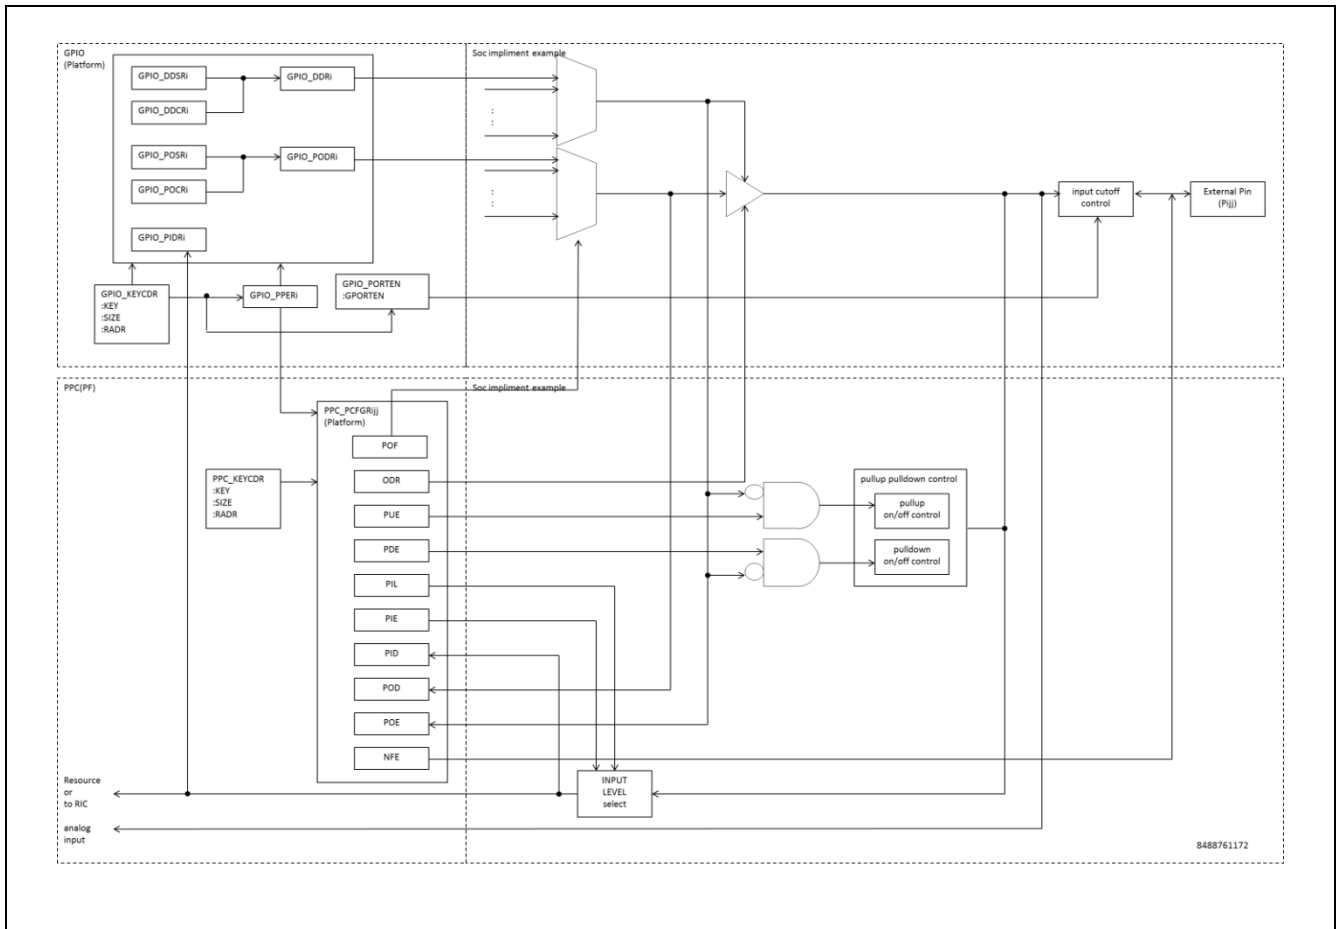 GPIO
(Platform)
Soc impliment example
GPIO_DDSRi
GPIO_DDRi
GPIO_DDCRi
:
:
GPIO_POSRi
GPIO_PODRi
GPIO_POCRi
:
:
input cutoff
control
External Pin
(Pijj)
GPIO_PIDRi
GPIO_KEYCDR
:KEY
:SIZE
:RADR
GPIO_PPERi
GPIO_PORTEN
:GPORTEN
PPC(PF)
Soc impliment example
PPC_PCFGRijj
(Platform)
POF
PPC_KEYCDR
:KEY
:SIZE
:RADR
ODR
PUE
PDE
PIL
PIE
PID
POD
POE
NFE
pullup pulldown control
pullup
on/off control
pulldown
on/off control
INPUT
LEVEL
select
Resource
or
to RIC
analog
input
8488761172